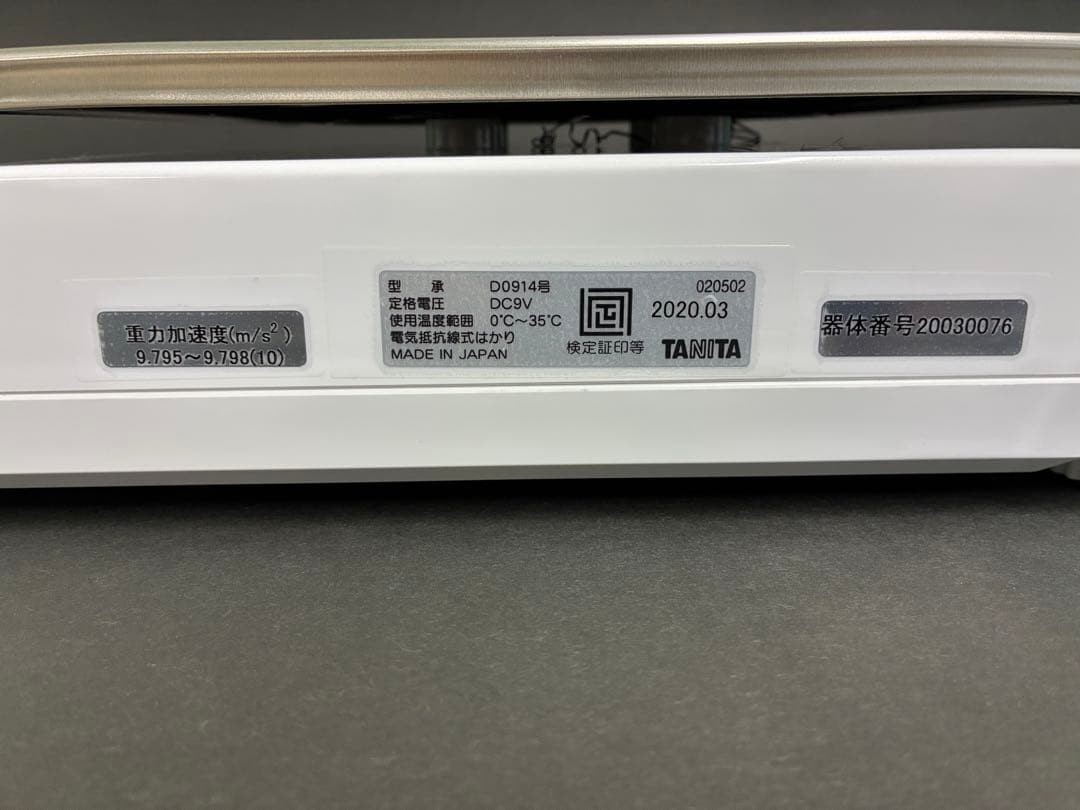 重力加速度(m/s²)
9.795～9.798(10)
型 承 D0914号
定格電圧 DC9V
使用温度範囲 0℃～35℃
電気抵抗線式はかり
MADE IN JAPAN
正
検定証印等
020502
2020.03
TANITA
器体番号20030076